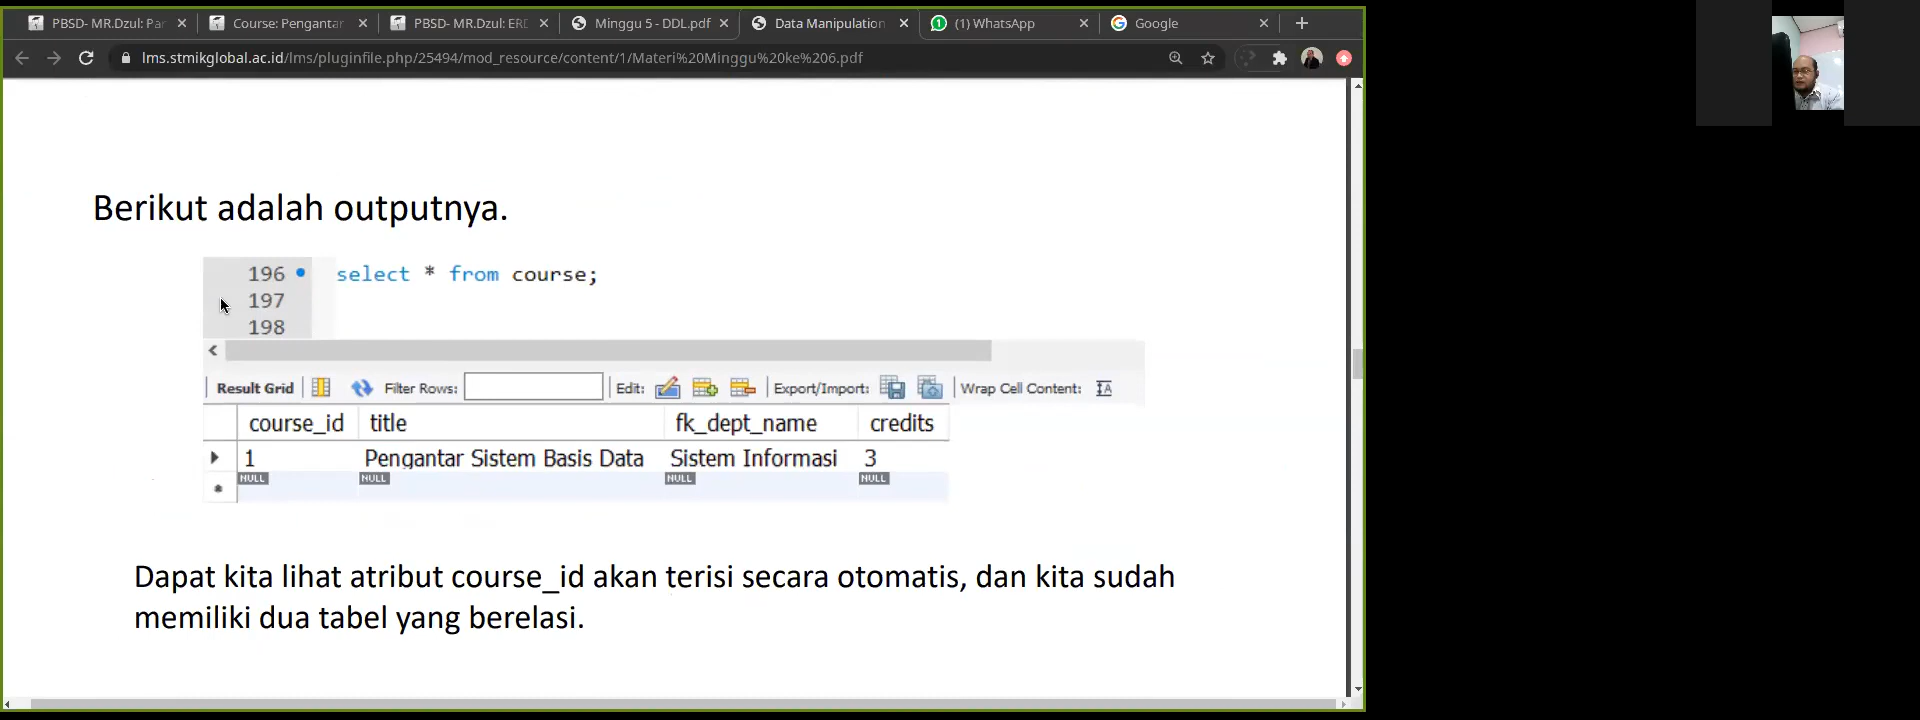 PBSD- MR.Dzul: Par
Course: Pengantar
PBSD- MR.Dzul: ERD
Minggu 5 - DDL.pdf
Data Manipulation
(1) WhatsApp
Google
lms.stmikglobal.ac.id/lms/pluginfile.php/25494/mod_resource/content/1/Materi%20Minggu%20ke%206.pdf
Berikut adalah outputnya.
196 select * from course;
197
198
Result Grid Filter Rows: Edit: Export/Import: Wrap Cell Content:
course_id title fk_dept_name credits
1 Pengantar Sistem Basis Data Sistem Informasi 3
NULL NULL NULL NULL
Dapat kita lihat atribut course_id akan terisi secara otomatis, dan kita sudah
memiliki dua tabel yang berelasi.